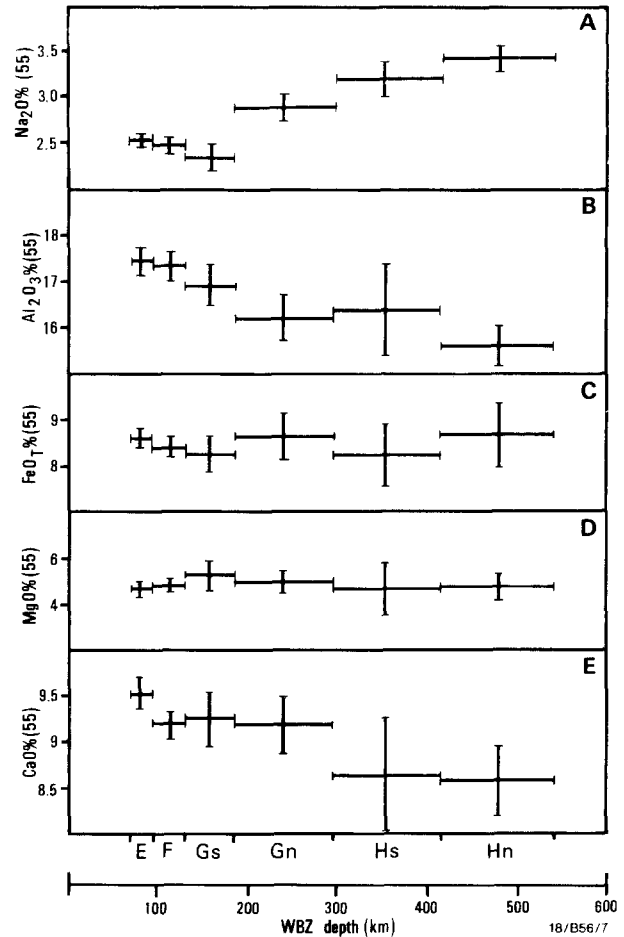 A
3.5
3.0
2.5
Na₂O% (55)
B
18
17
16
Al₂O₃%(55)
C
9
8
FeO_T%(55)
D
6
4
MgO%(55)
E
9.5
9
8.5
CaO%(55)
E F Gs Gn Hs Hn
100 200 300 400 500 600
WBZ depth (km)
18/B56/7